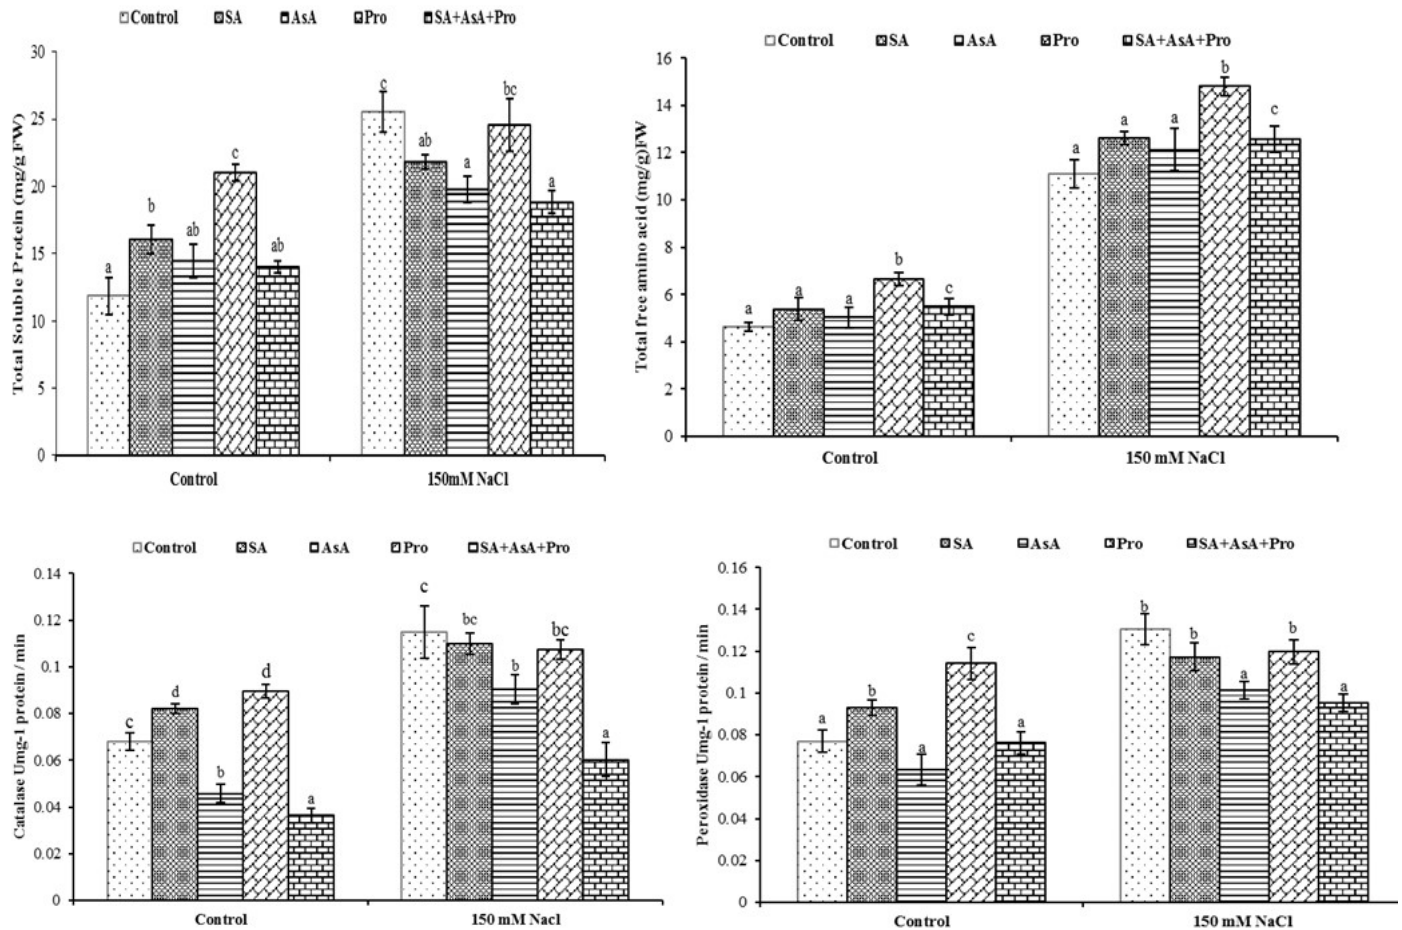 Control SA AsA Pro SA+AsA+Pro
Total Soluble Protein (mg/g FW)
30
25
20
15
10
5
0
a
b
ab
c
ab
c
ab
a
bc
a
Control
150mM NaCl
Control SA AsA Pro SA+AsA+Pro
Total free amino acid (mg/g)FW
16
14
12
10
8
6
4
2
0
a
a
a
b
c
a
a
a
b
c
Control
150 mM NaCl
Control SA AsA Pro SA+AsA+Pro
Catalase Umg-1 protein / min
0.14
0.12
0.1
0.08
0.06
0.04
0.02
0
c
d
b
d
a
c
bc
b
bc
a
Control
150 mM Nacl
Control SA AsA Pro SA+AsA+Pro
Peroxidase Umg-1 protein / min
0.16
0.14
0.12
0.1
0.08
0.06
0.04
0.02
0
a
b
a
c
a
b
b
a
b
a
Control
150 mM NaCl